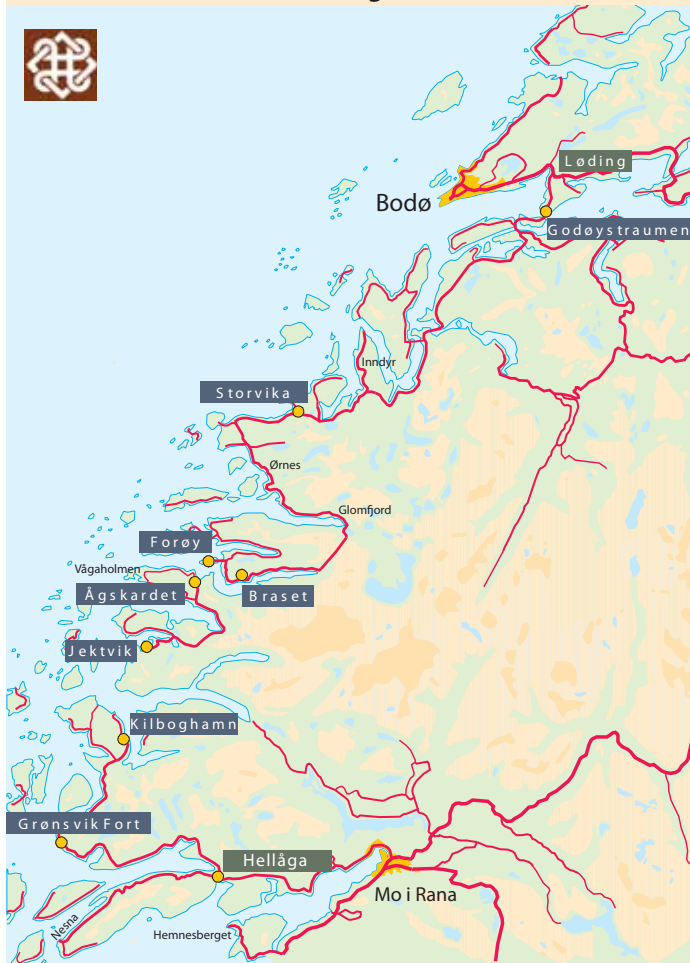 Løding
Bodø
Godøystraumen
Inndyr
Storvika
Ørnes
Glomfjord
Forøy
Vågaholmen
Ågskardet
Braset
Jektvik
Kilboghamn
Grønsvik Fort
Hellåga
Mo i Rana
Nesna
Hemnesberget